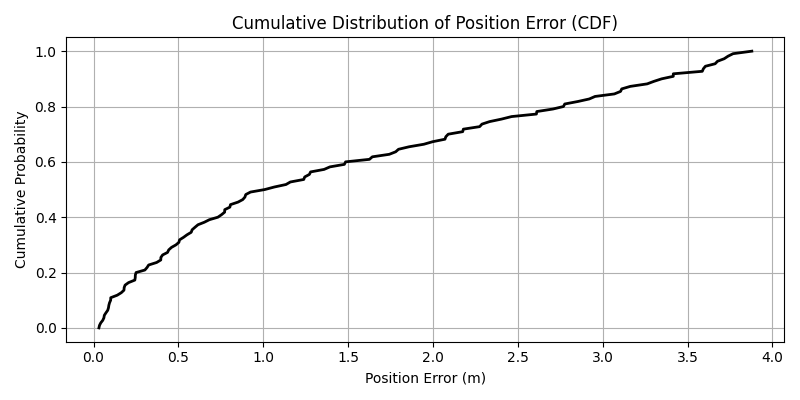 Cumulative Distribution of Position Error (CDF)
Cumulative Probability
1.0
0.8
0.6
0.4
0.2
0.0
0.0 0.5 1.0 1.5 2.0 2.5 3.0 3.5 4.0
Position Error (m)